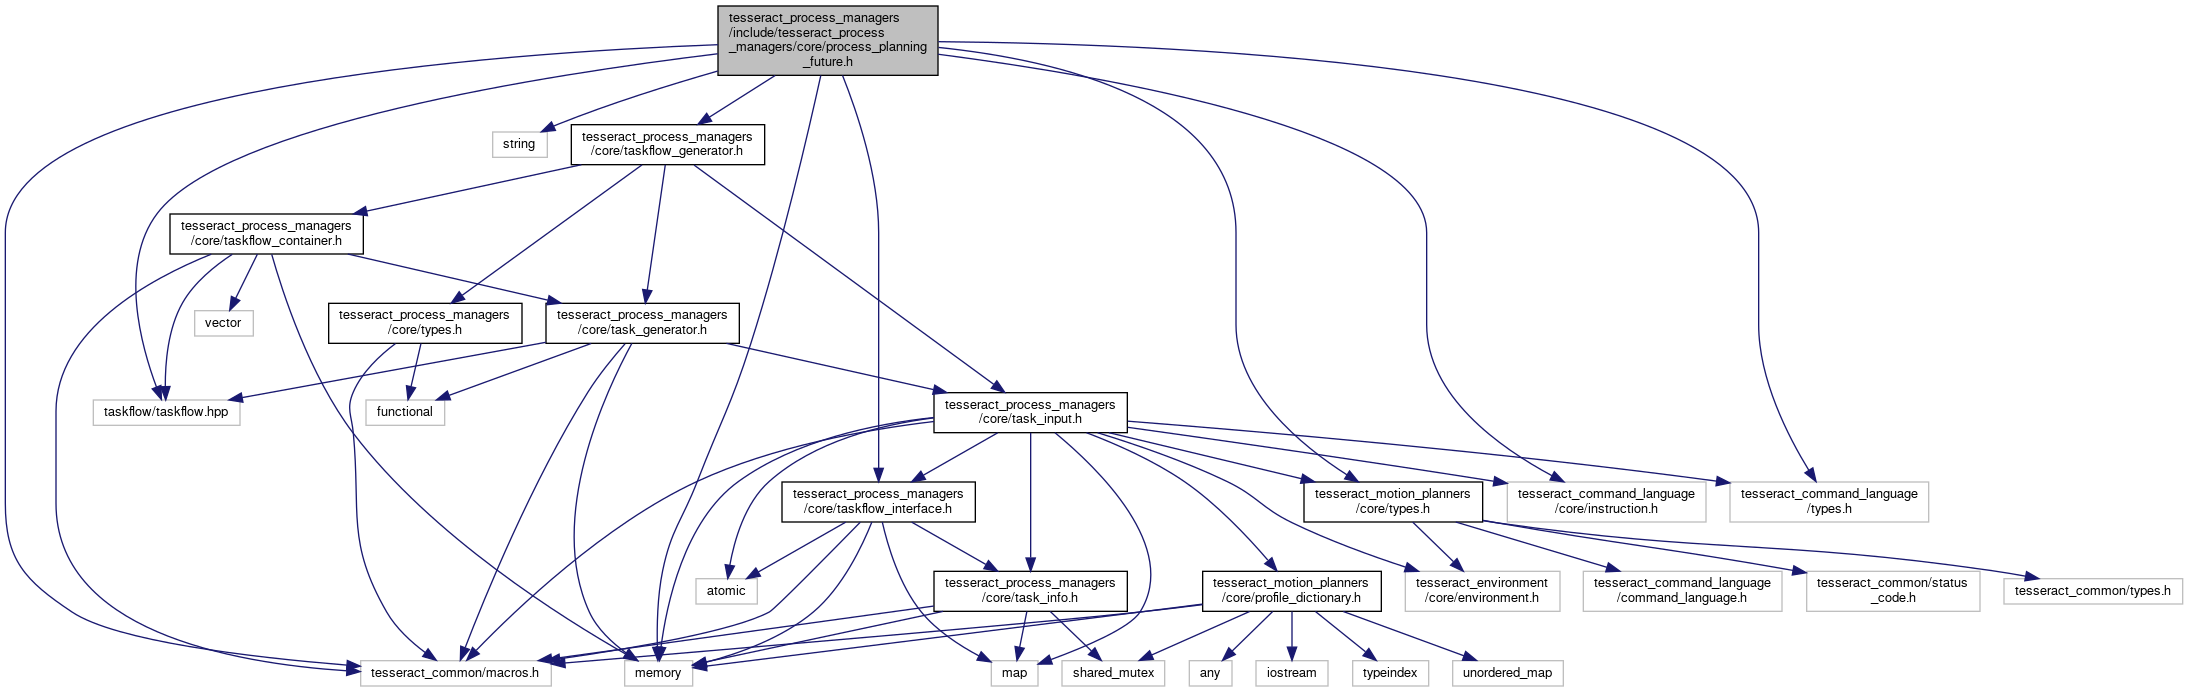 tesseract_process_managers
/include/tesseract_process
_managers/core/process_planning
_future.h
string
tesseract_process_managers
/core/taskflow_generator.h
tesseract_process_managers
/core/taskflow_container.h
vector
tesseract_process_managers
/core/types.h
tesseract_process_managers
/core/task_generator.h
taskflow/taskflow.hpp
functional
tesseract_process_managers
/core/task_input.h
tesseract_process_managers
/core/taskflow_interface.h
tesseract_motion_planners
/core/types.h
tesseract_command_language
/core/instruction.h
tesseract_command_language
/types.h
atomic
tesseract_process_managers
/core/task_info.h
tesseract_motion_planners
/core/profile_dictionary.h
tesseract_environment
/core/environment.h
tesseract_command_language
/command_language.h
tesseract_common/status
_code.h
tesseract_common/types.h
tesseract_common/macros.h
memory
map
shared_mutex
any
iostream
typeindex
unordered_map